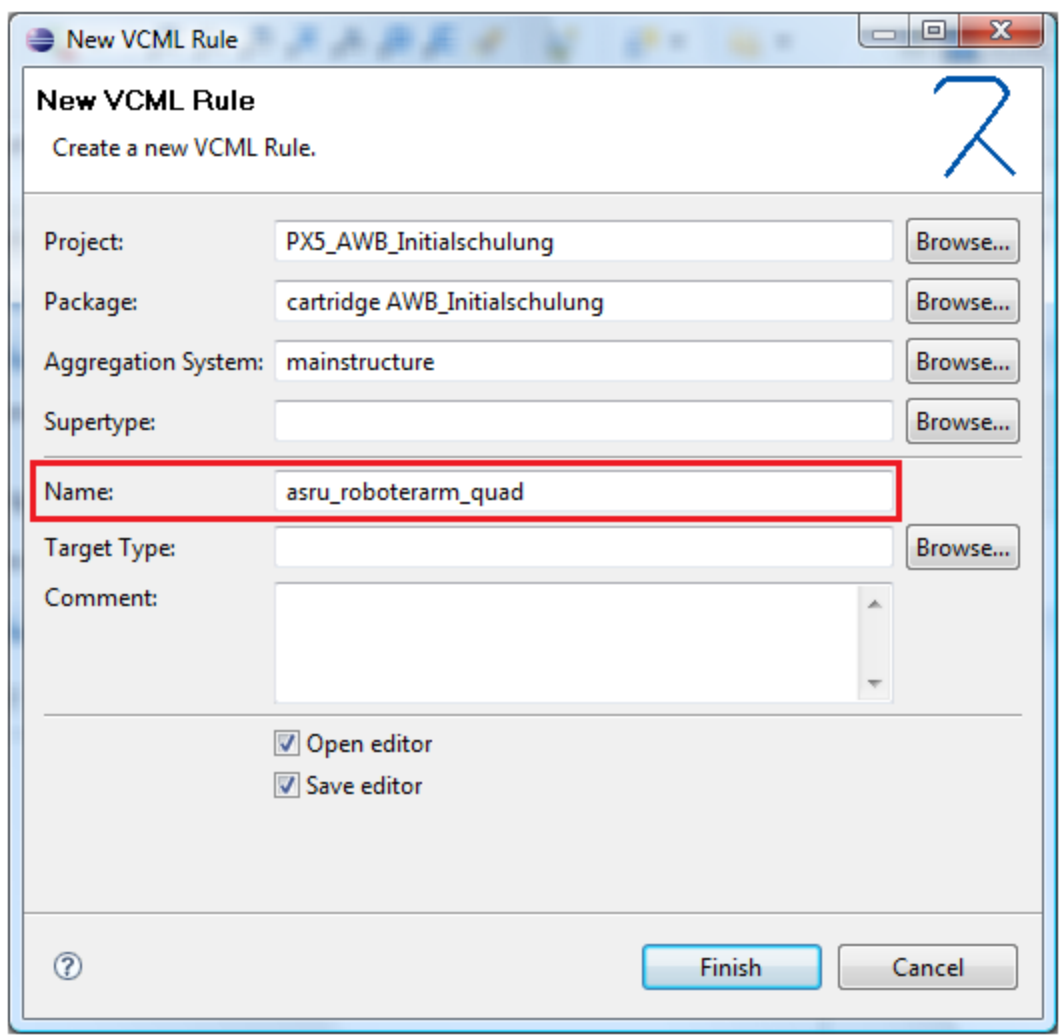 New VCML Rule
New VCML Rule
Create a new VCML Rule.
Project: PX5_AWB_Initialschulung Browse...
Package: cartridge AWB_Initialschulung Browse...
Aggregation System: mainstructure Browse...
Supertype: Browse...
Name: asru_roboterarm_quad
Target Type: Browse...
Comment:
Open editor
Save editor
Finish Cancel